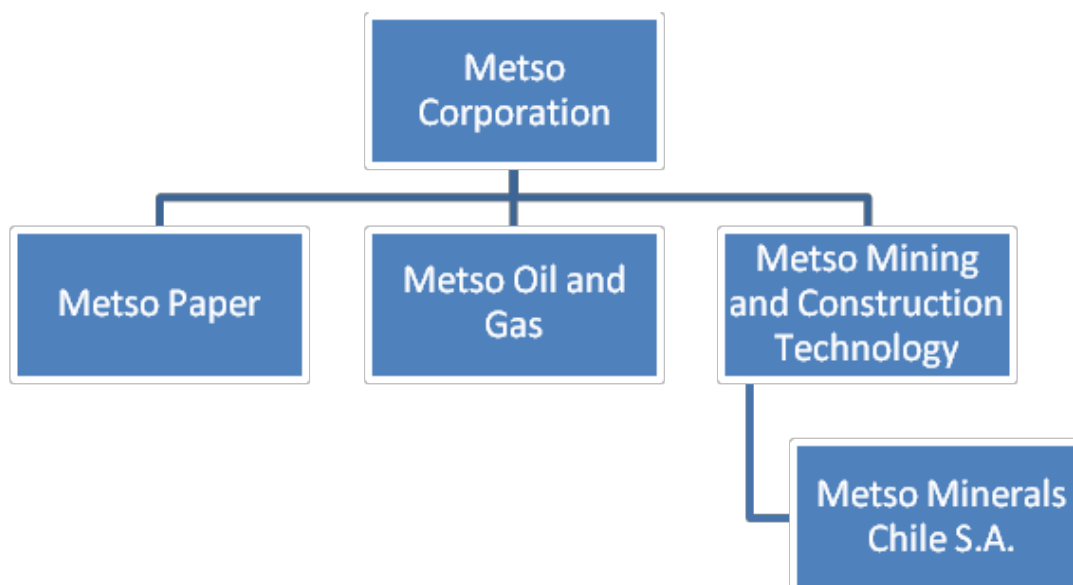 Metso
Corporation
Metso Paper
Metso Oil and
Gas
Metso Mining
and Construction
Technology
Metso Minerals
Chile S.A.